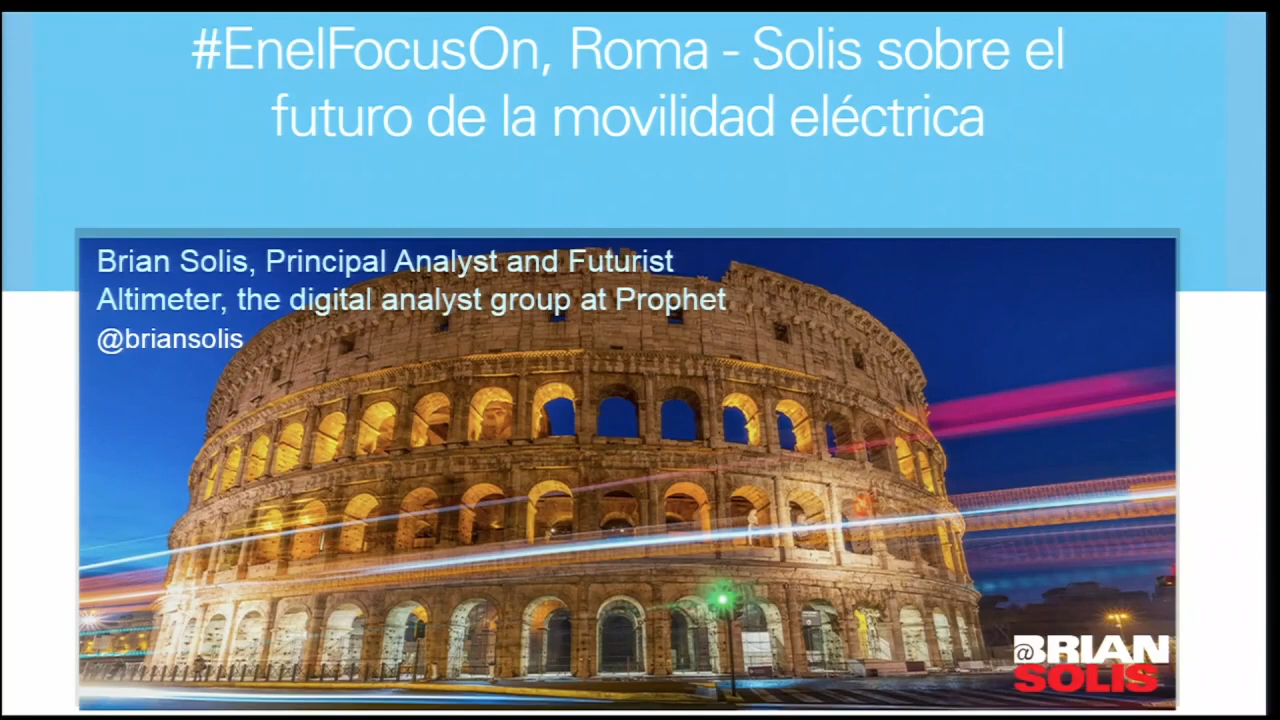 #EnelFocusOn, Roma - Solis sobre el
futuro de la movilidad eléctrica
Brian Solis, Principal Analyst and Futurist
Altimeter, the digital analyst group at Prophet
@briansolis
@BRIAN
SOLIS